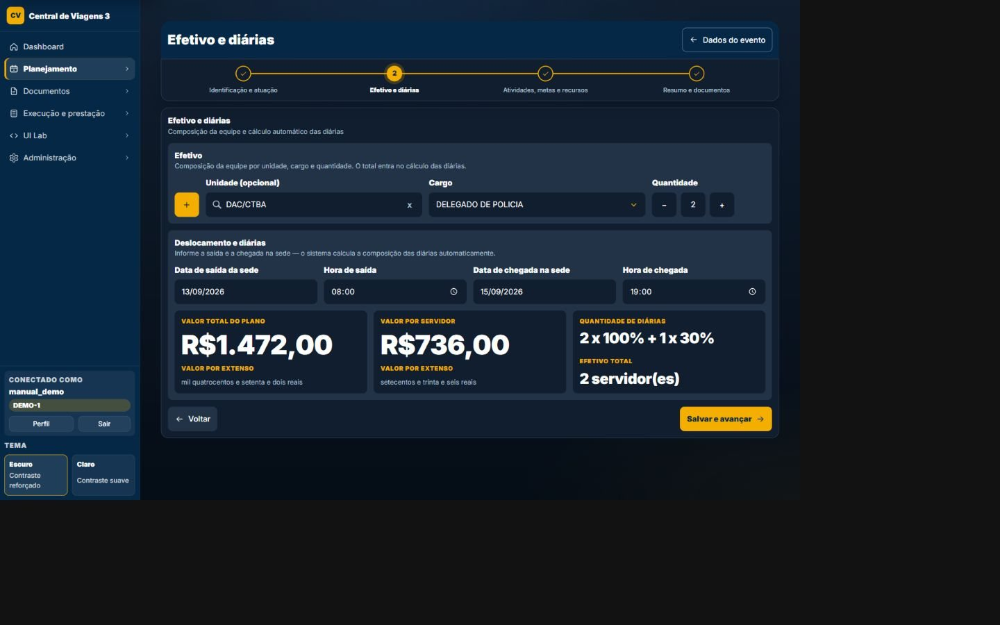 CV Central de Viagens 3
Dashboard
Planejamento
Documentos
Execução e prestação
UI Lab
Administração
CONECTADO COMO
manual_demo
DEMO-1
Perfil Sair
TEMA
Escuro
Contraste
reforçado
Claro
Contraste suave
Efetivo e diárias
← Dados do evento
2
Identificação e atuação Efetivo e diárias Atividades, metas e recursos Resumo e documentos
Efetivo e diárias
Composição da equipe e cálculo automático das diárias
Efetivo
Composição da equipe por unidade, cargo e quantidade. O total entra no cálculo das diárias.
Unidade (opcional) Cargo Quantidade
+ DAC/CTBA x DELEGADO DE POLICIA – 2 +
Deslocamento e diárias
Informe a saída e a chegada na sede — o sistema calcula a composição das diárias automaticamente.
Data de saída da sede Hora de saída Data de chegada na sede Hora de chegada
13/09/2026 08:00 15/09/2026 19:00
VALOR TOTAL DO PLANO
R$1.472,00
VALOR POR EXTENSO
mil quatrocentos e setenta e dois reais
VALOR POR SERVIDOR
R$736,00
VALOR POR EXTENSO
setecentos e trinta e seis reais
QUANTIDADE DE DIÁRIAS
2 x 100% + 1 x 30%
EFETIVO TOTAL
2 servidor(es)
← Voltar
Salvar e avançar →